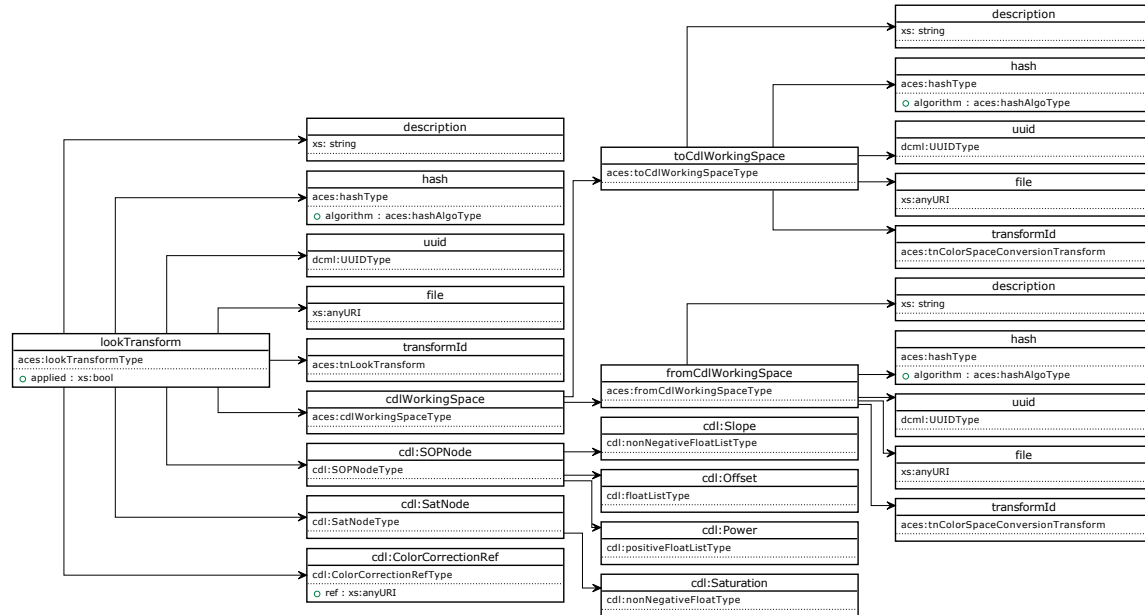 lookTransform
aces:lookTransformType
applied : xs:bool
description
xs: string
hash
aces:hashType
algorithm : aces:hashAlgoType
uuid
dcml:UUIDType
file
xs:anyURI
transformId
aces:tnLookTransform
cdlWorkingSpace
aces:cdlWorkingSpaceType
cdl:SOPNode
cdl:SOPNodeType
cdl:SatNode
cdl:SatNodeType
cdl:ColorCorrectionRef
cdl:ColorCorrectionRefType
ref : xs:anyURI
toCdlWorkingSpace
aces:toCdlWorkingSpaceType
fromCdlWorkingSpace
aces:fromCdlWorkingSpaceType
cdl:Slope
cdl:nonNegativeFloatListType
cdl:Offset
cdl:floatListType
cdl:Power
cdl:positiveFloatListType
cdl:Saturation
cdl:nonNegativeFloatType
description
xs: string
hash
aces:hashType
algorithm : aces:hashAlgoType
uuid
dcml:UUIDType
file
xs:anyURI
transformId
aces:tnColorSpaceConversionTransform
description
xs: string
hash
aces:hashType
algorithm : aces:hashAlgoType
uuid
dcml:UUIDType
file
xs:anyURI
transformId
aces:tnColorSpaceConversionTransform